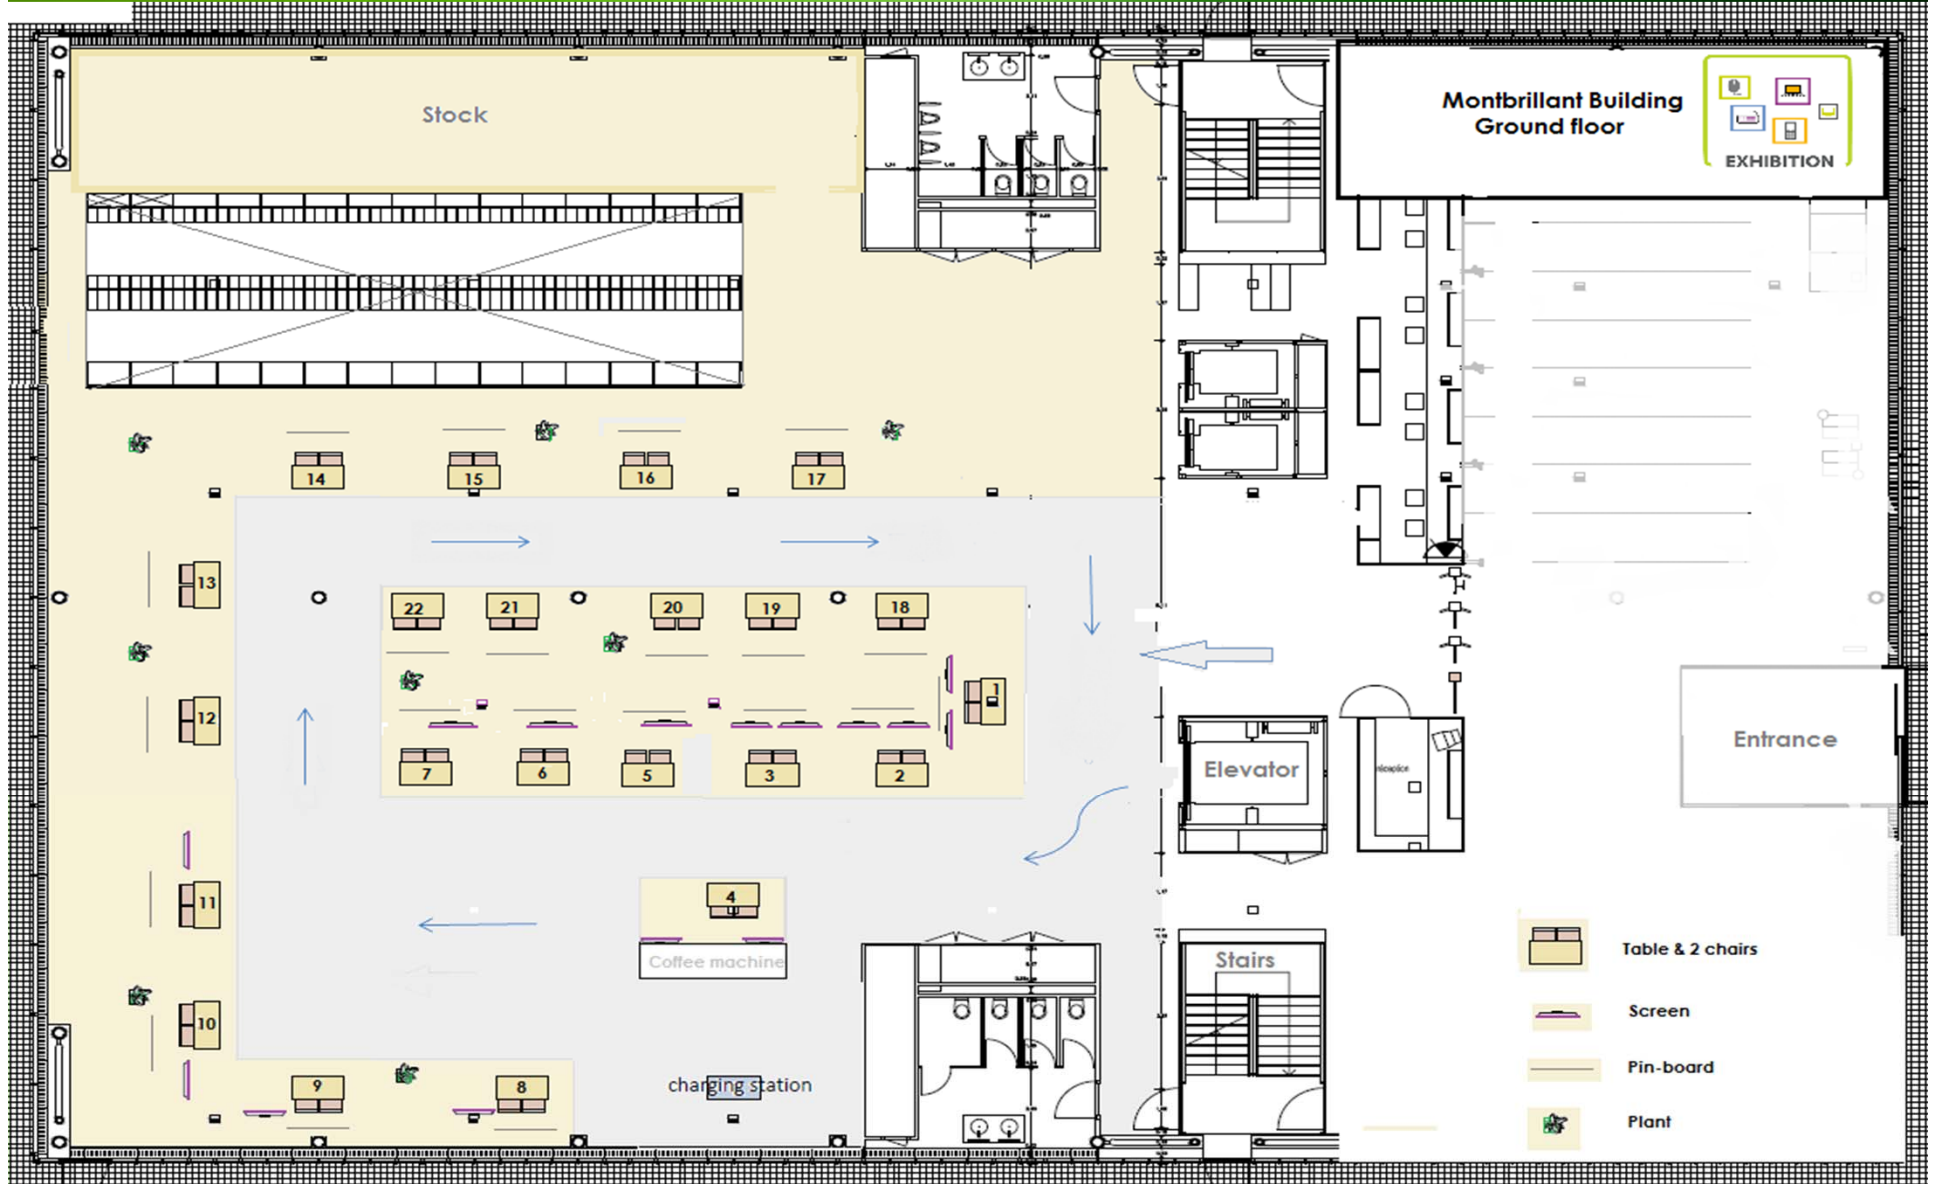 Stock
Montbrillant Building
Ground floor
EXHIBITION
14
15
16
17
13
22
21
20
19
18
12
1
7
6
5
3
2
Elevator
reception
Entrance
11
4
Coffee machine
Stairs
Table & 2 chairs
10
Screen
9
8
charging station
Pin-board
Plant